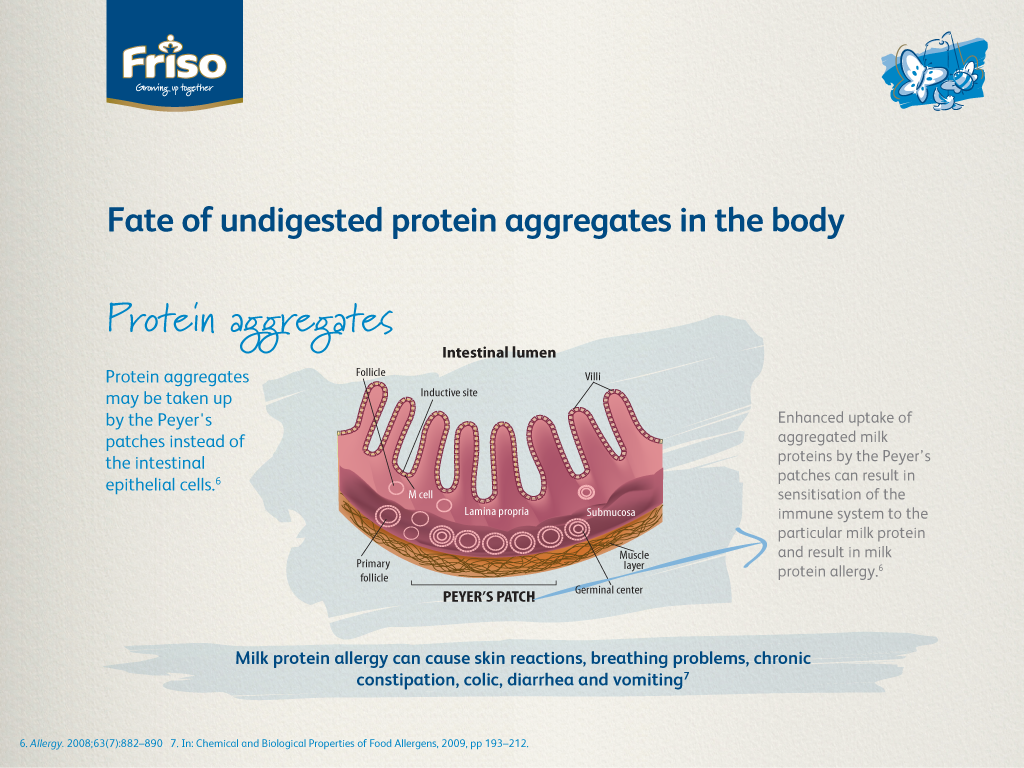 Friso
Growing up together
Fate of undigested protein aggregates in the body
Protein aggregates
Protein aggregates
may be taken up
by the Peyer's
patches instead of
the intestinal
epithelial cells.6
Intestinal lumen
Follicle
Inductive site
Villi
M cell
Lamina propria
Submucosa
Primary
follicle
Muscle
layer
Germinal center
PEYER'S PATCH
Enhanced uptake of
aggregated milk
proteins by the Peyer's
patches can result in
sensitisation of the
immune system to the
particular milk protein
and result in milk
protein allergy.6
Milk protein allergy can cause skin reactions, breathing problems, chronic
constipation, colic, diarrhea and vomiting7
6. Allergy. 2008;63(7):882–890 7. In: Chemical and Biological Properties of Food Allergens, 2009, pp 193–212.